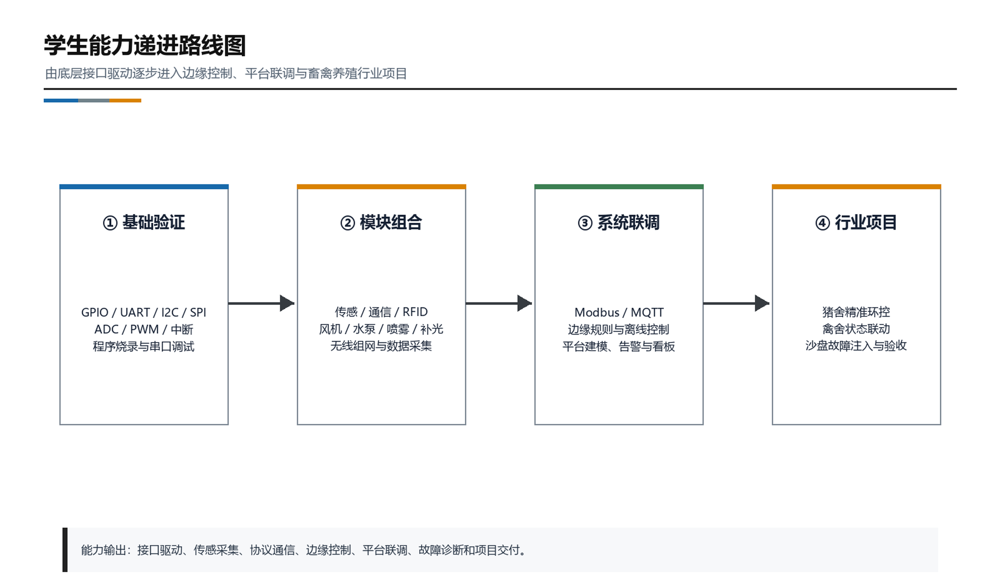 学生能力递进路线图
由底层接口驱动逐步进入边缘控制、平台联调与畜禽养殖行业项目
① 基础验证
GPIO / UART / I2C / SPI
ADC / PWM / 中断
程序烧录与串口调试
② 模块组合
传感 / 通信 / RFID
风机 / 水泵 / 喷雾 / 补光
无线组网与数据采集
③ 系统联调
Modbus / MQTT
边缘规则与离线控制
平台建模、告警与看板
④ 行业项目
猪舍精准环控
禽舍状态联动
沙盘故障注入与验收
能力输出：接口驱动、传感采集、协议通信、边缘控制、平台联调、故障诊断和项目交付。